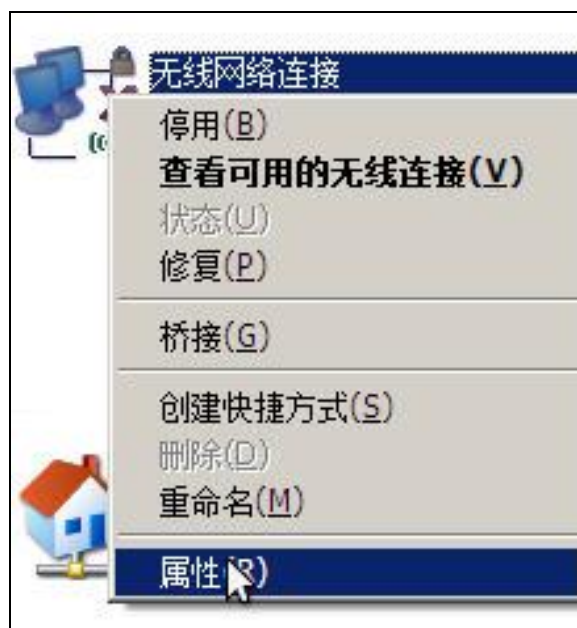 无线网络连接
停用(B)
查看可用的无线连接(V)
状态(U)
修复(P)
桥接(G)
创建快捷方式(S)
删除(D)
重命名(M)
属性(R)